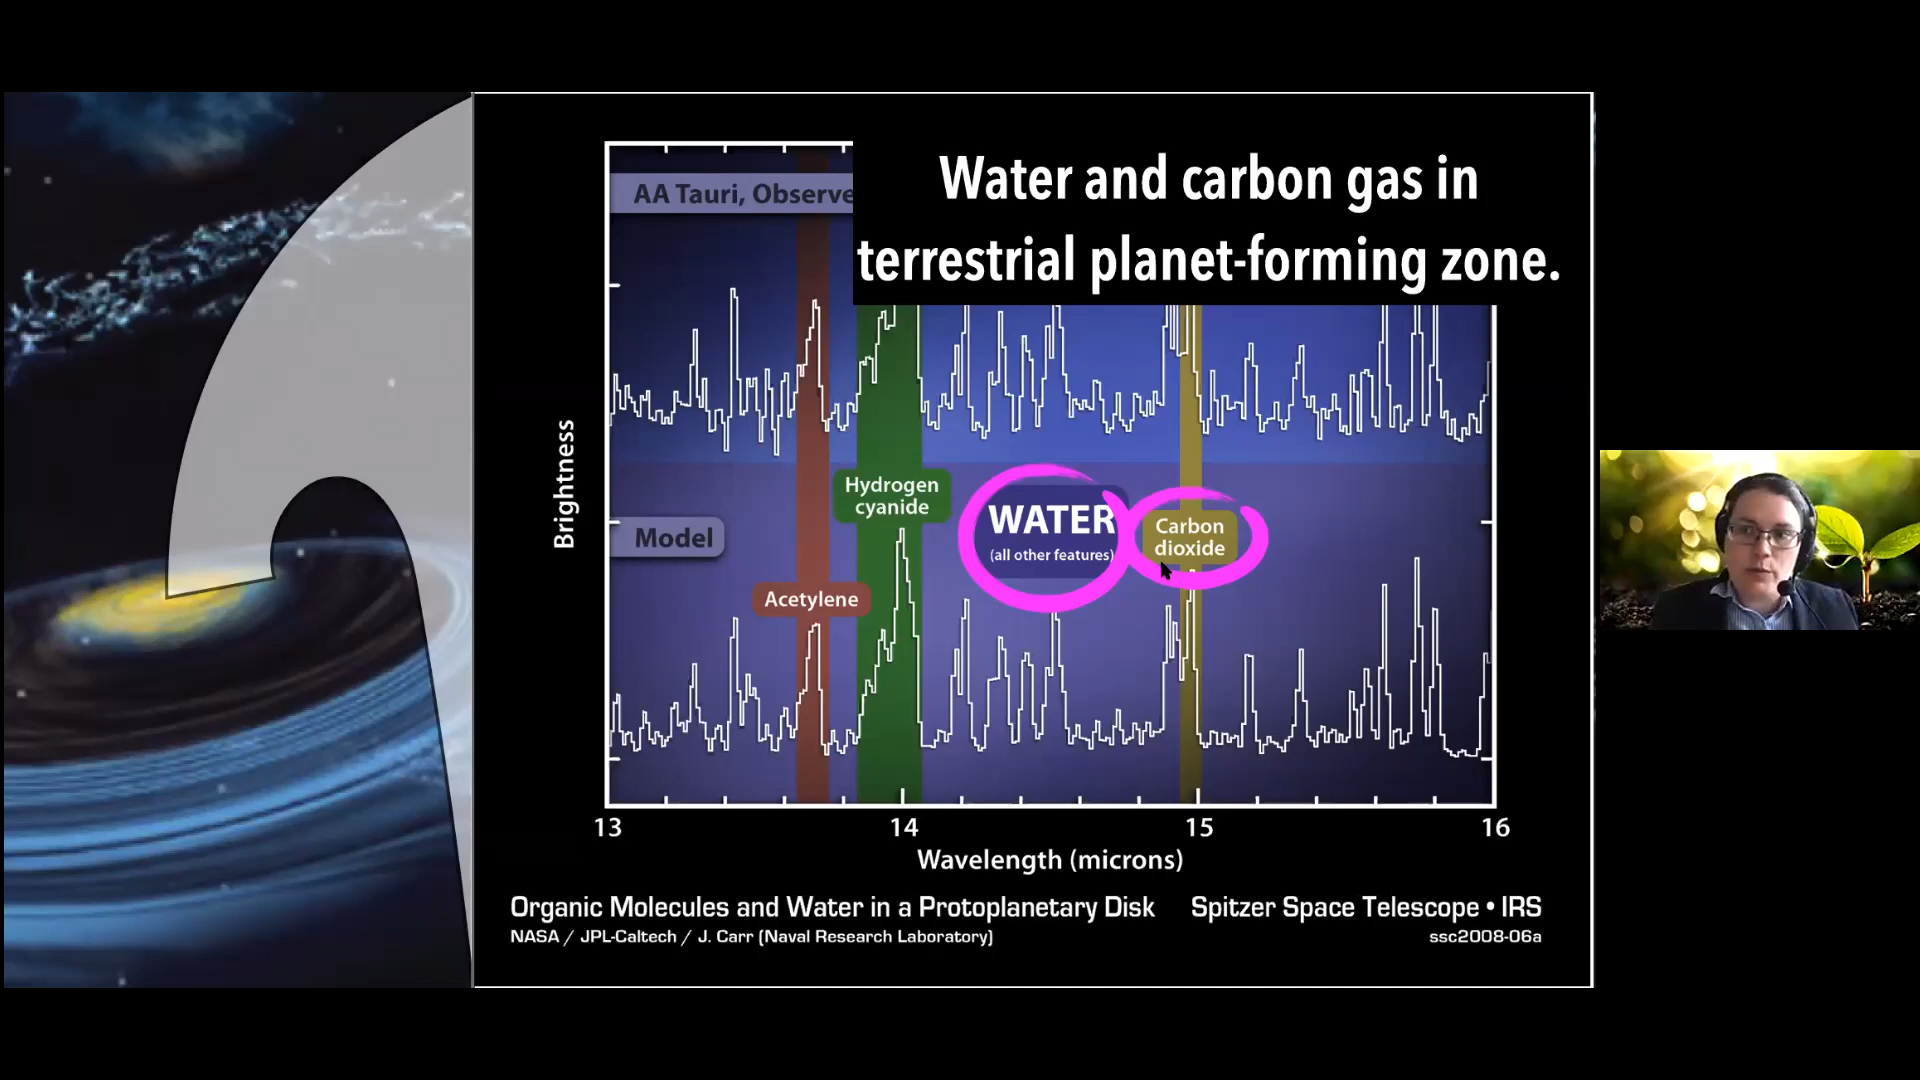 Water and carbon gas in
terrestrial planet-forming zone.
AA Tauri, Observe
Brightness
Hydrogen
cyanide
WATER
(all other features)
Carbon
dioxide
Model
Acetylene
13 14 15 16
Wavelength (microns)
Organic Molecules and Water in a Protoplanetary Disk Spitzer Space Telescope • IRS
NASA / JPL-Caltech / J. Carr (Naval Research Laboratory) ssc2008-06a